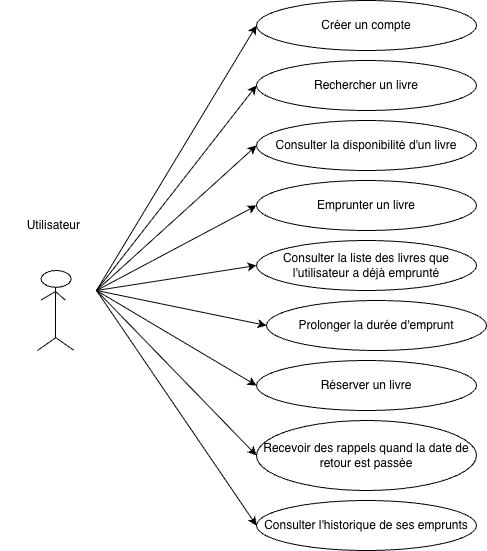 Créer un compte
Rechercher un livre
Consulter la disponibilité d'un livre
Emprunter un livre
Utilisateur
Consulter la liste des livres que
l'utilisateur a déjà emprunté
Prolonger la durée d'emprunt
Réserver un livre
Recevoir des rappels quand la date de
retour est passée
Consulter l'historique de ses emprunts